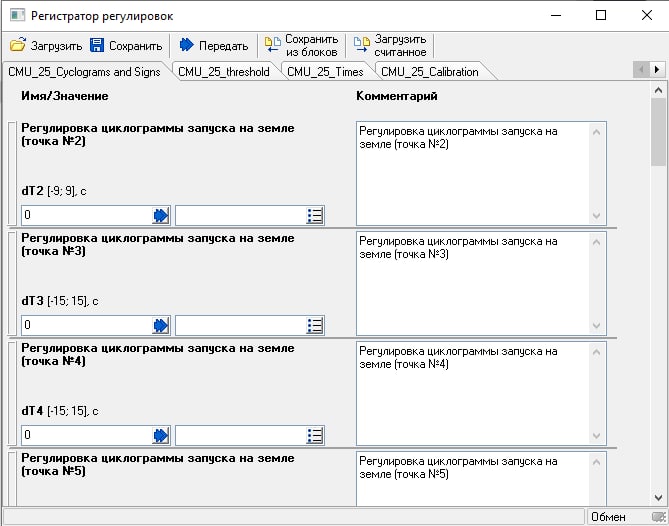 Регистратор регулировок
Загрузить Сохранить Передать Сохранить из блоков Загрузить считанное
CMU_25_Cyclograms and Signs CMU_25_threshold CMU_25_Times CMU_25_Calibration
Имя/Значение Комментарий
Регулировка циклограммы запуска на земле
(точка №2)
dT2 [-9; 9], с
0
Регулировка циклограммы запуска на
земле (точка №2)
Регулировка циклограммы запуска на земле
(точка №3)
dT3 [-15; 15], с
0
Регулировка циклограммы запуска на
земле (точка №3)
Регулировка циклограммы запуска на земле
(точка №4)
dT4 [-15; 15], с
0
Регулировка циклограммы запуска на
земле (точка №4)
Регулировка циклограммы запуска на земле
(точка №5)
Регулировка циклограммы запуска на
земле (точка №5)
Обмен